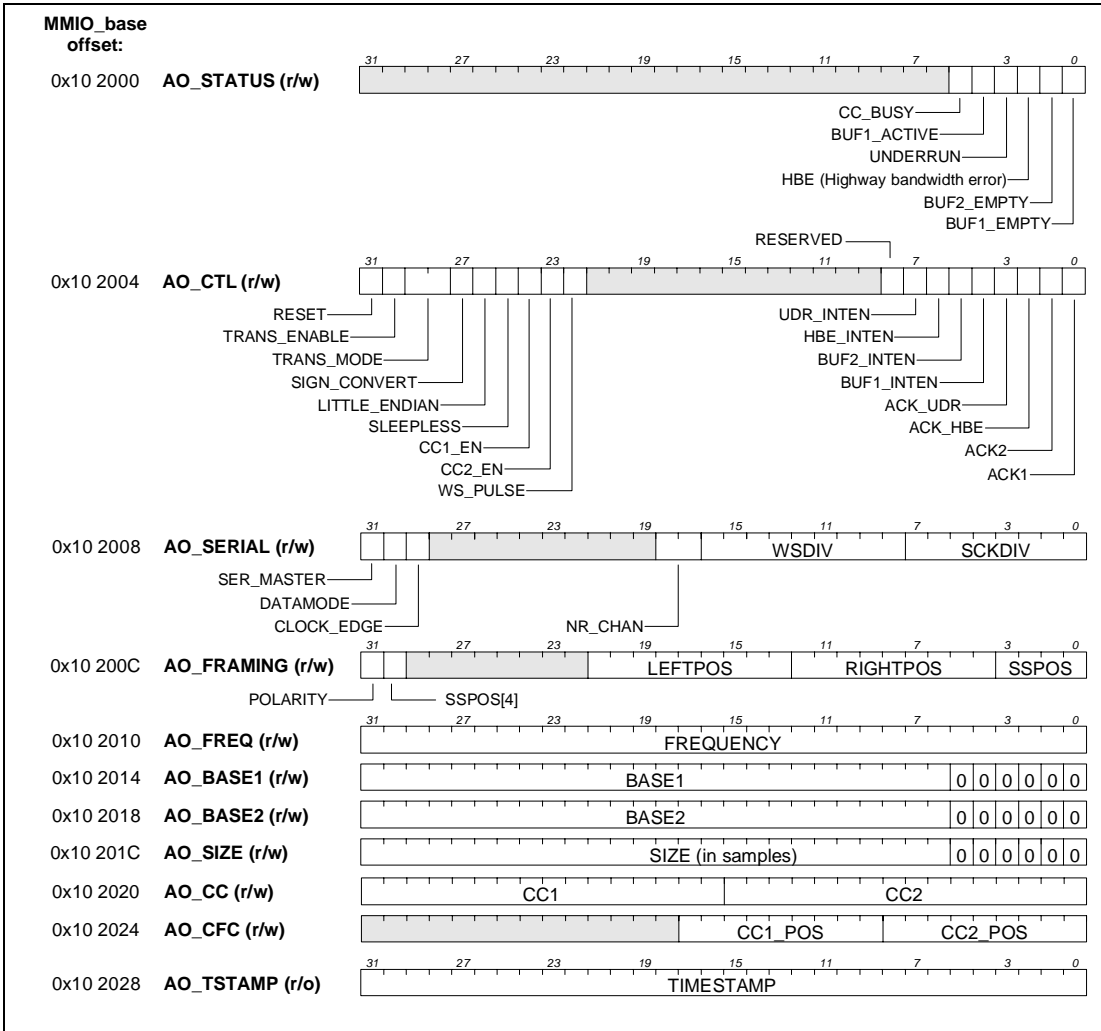 MMIO_base
offset:
31 27 23 19 15 11 7 3 0
0x10 2000 AO_STATUS (r/w)
CC_BUSY
BUF1_ACTIVE
UNDERRUN
HBE (Highway bandwidth error)
BUF2_EMPTY
BUF1_EMPTY
RESERVED
31 27 23 19 15 11 7 3 0
0x10 2004 AO_CTL (r/w)
RESET UDR_INTEN
TRANS_ENABLE HBE_INTEN
TRANS_MODE BUF2_INTEN
SIGN_CONVERT BUF1_INTEN
LITTLE_ENDIAN ACK_UDR
SLEEPLESS ACK_HBE
CC1_EN ACK2
CC2_EN ACK1
WS_PULSE
31 27 23 19 15 11 7 3 0
0x10 2008 AO_SERIAL (r/w) WSDIV SCKDIV
SER_MASTER
DATAMODE
CLOCK_EDGE NR_CHAN
31 27 23 19 15 11 7 3 0
0x10 200C AO_FRAMING (r/w) LEFTPOS RIGHTPOS SSPOS
POLARITY SSPOS[4]
31 27 23 19 15 11 7 3 0
0x10 2010 AO_FREQ (r/w) FREQUENCY
0x10 2014 AO_BASE1 (r/w) BASE1 0 0 0 0 0 0
0x10 2018 AO_BASE2 (r/w) BASE2 0 0 0 0 0 0
0x10 201C AO_SIZE (r/w) SIZE (in samples) 0 0 0 0 0 0
0x10 2020 AO_CC (r/w) CC1 CC2
0x10 2024 AO_CFC (r/w) CC1_POS CC2_POS
31 27 23 19 15 11 7 3 0
0x10 2028 AO_TSTAMP (r/o) TIMESTAMP